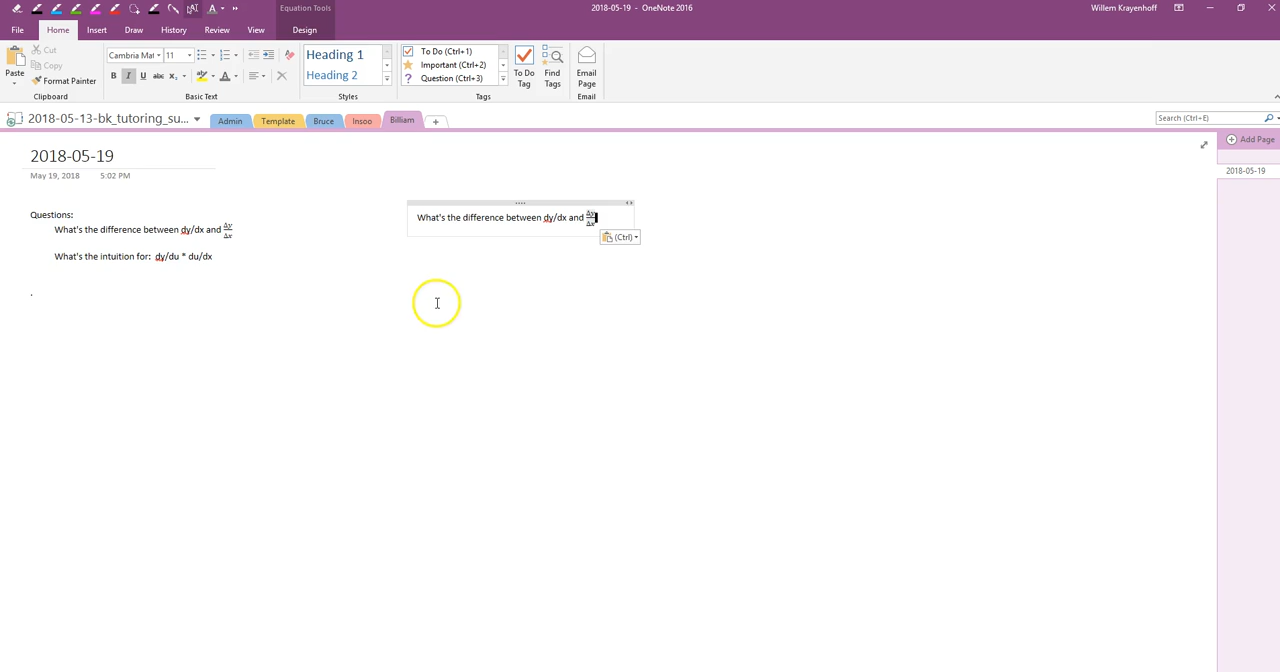 Equation Tools
2018-05-19 - OneNote 2016
Willem Krayenhoff
File Home Insert Draw History Review View Design
Paste
Cut
Copy
Format Painter
Clipboard
Cambria Mat 11
B I U abc X₂ ab A
Basic Text
Heading 1
Heading 2
Styles
To Do (Ctrl+1)
Important (Ctrl+2)
? Question (Ctrl+3)
Tags
To Do Tag
Find Tags
Email Page
Email
2018-05-13-bk_tutoring_su...
Admin Template Bruce Insoo Billiam +
Search (Ctrl+E)
Add Page
2018-05-19
2018-05-19
May 19, 2018 5:02 PM
Questions:
What's the difference between dy/dx and Δy/Δx
What's the intuition for: dy/du * du/dx
.
What's the difference between dy/dx and Δy/Δx
(Ctrl)